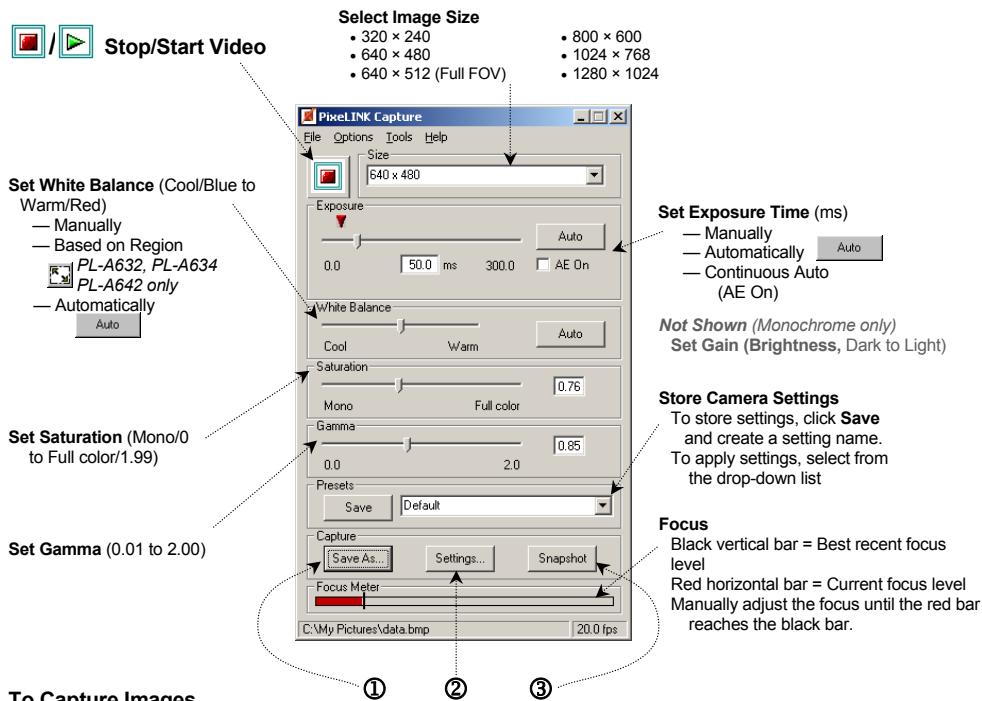 Select Image Size
• 320 × 240
• 640 × 480
• 640 × 512 (Full FOV)
• 800 × 600
• 1024 × 768
• 1280 × 1024
/ Stop/Start Video
PixeLINK Capture
File Options Tools Help
Size
640 x 480
Exposure
Auto
0.0 50.0 ms 300.0 AE On
White Balance
Auto
Cool Warm
Saturation
0.76
Mono Full color
Gamma
0.85
0.0 2.0
Presets
Save Default
Capture
Save As... Settings... Snapshot
Focus Meter
C:\My Pictures\data.bmp 20.0 fps
Set White Balance (Cool/Blue to
Warm/Red)
— Manually
— Based on Region
PL-A632, PL-A634
PL-A642 only
— Automatically
Auto
Set Saturation (Mono/0
to Full color/1.99)
Set Gamma (0.01 to 2.00)
Set Exposure Time (ms)
— Manually
— Automatically Auto
— Continuous Auto
(AE On)
Not Shown (Monochrome only)
Set Gain (Brightness, Dark to Light)
Store Camera Settings
To store settings, click Save
and create a setting name.
To apply settings, select from
the drop-down list
Focus
Black vertical bar = Best recent focus
level
Red horizontal bar = Current focus level
Manually adjust the focus until the red bar
reaches the black bar.
① ② ③
To Capture Images